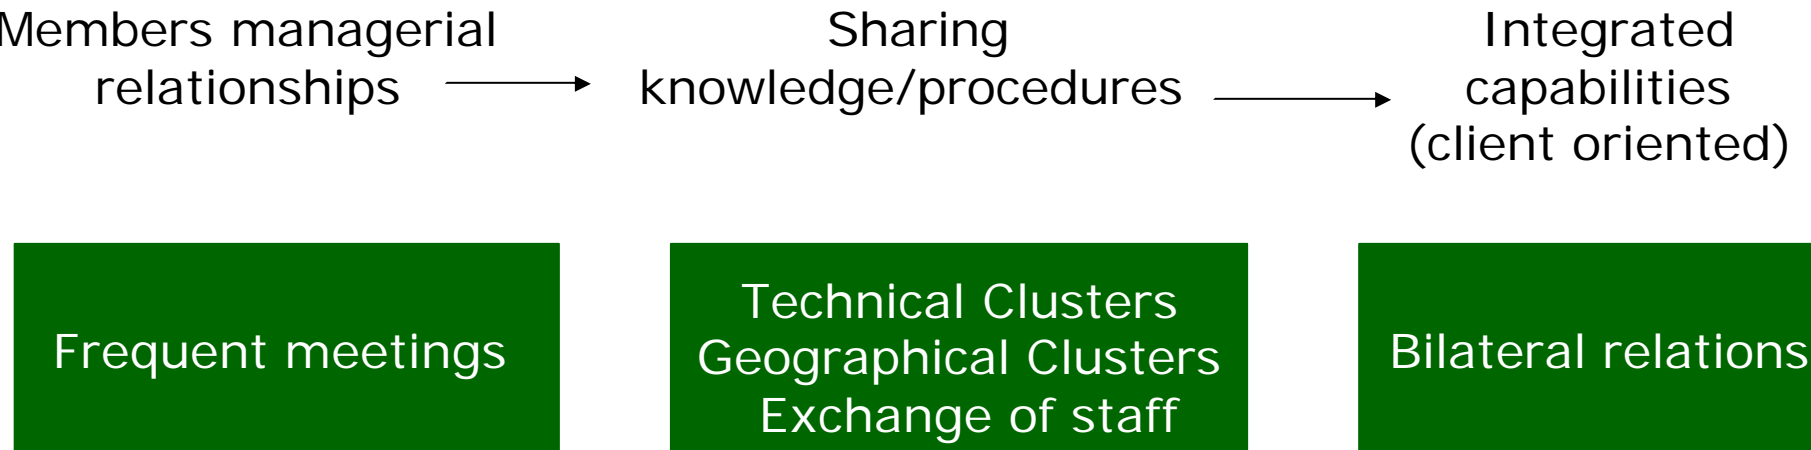 Members managerial
relationships
Sharing
knowledge/procedures
Integrated
capabilities
(client oriented)
Frequent meetings
Technical Clusters
Geographical Clusters
Exchange of staff
Bilateral relations